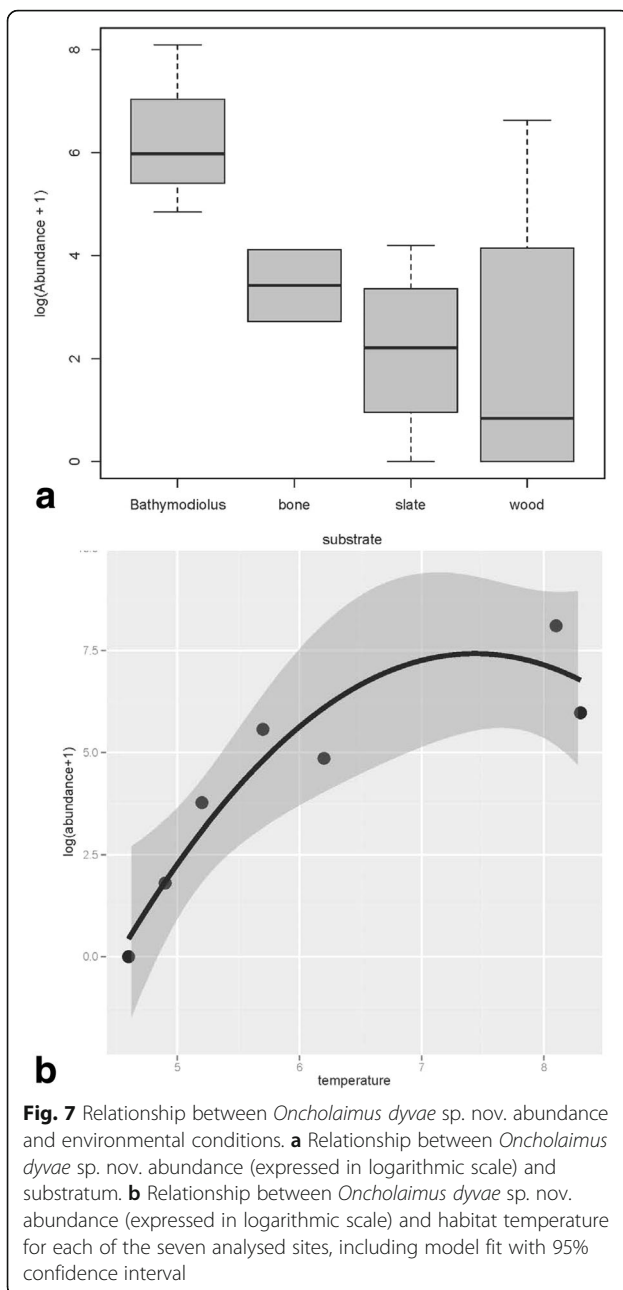 8
6
4
2
0
log(Abundance + 1)
Bathymodiolus bone slate wood
a
substrate
10.0
7.5
5.0
2.5
0.0
log(abundance+1)
5 6 7 8
b
temperature
Fig. 7 Relationship between Oncholaimus dyvae sp. nov. abundance
and environmental conditions. a Relationship between Oncholaimus
dyvae sp. nov. abundance (expressed in logarithmic scale) and
substratum. b Relationship between Oncholaimus dyvae sp. nov.
abundance (expressed in logarithmic scale) and habitat temperature
for each of the seven analysed sites, including model fit with 95%
confidence interval